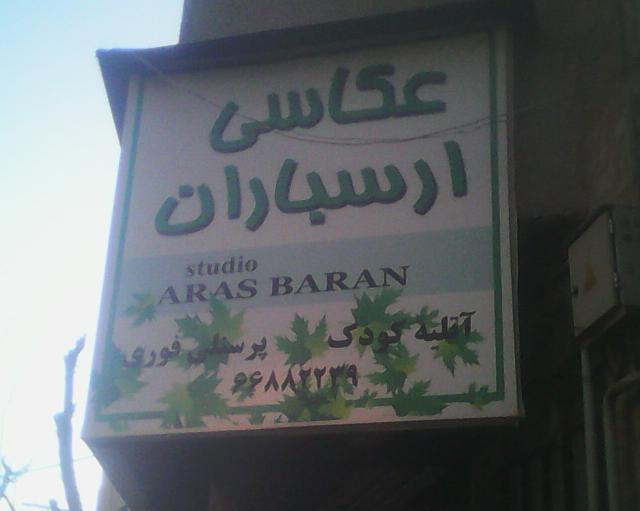 عکاسی
ارسباران
studio
ARAS BARAN
آتلیه کودک پرسنلی فوری
۶۶۸۸۲۲۳۹